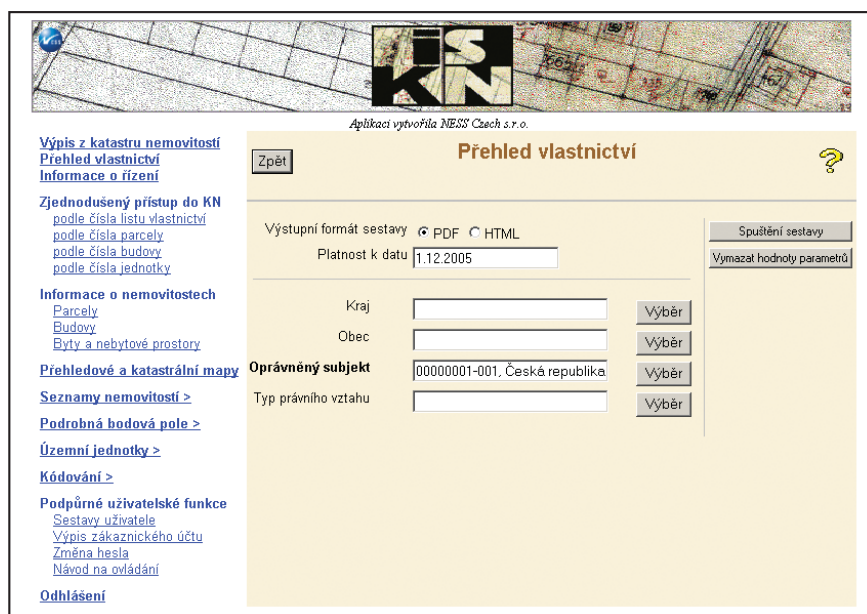 iS
KN
Aplikaci vytvořila NESS Czech s.r.o.
Výpis z katastru nemovitostí
Přehled vlastnictví
Informace o řízení
Zjednodušený přístup do KN
podle čísla listu vlastnictví
podle čísla parcely
podle čísla budovy
podle čísla jednotky
Informace o nemovitostech
Parcely
Budovy
Byty a nebytové prostory
Přehledové a katastrální mapy
Seznamy nemovitostí >
Podrobná bodová pole >
Územní jednotky >
Kódování >
Podpůrné uživatelské funkce
Sestavy uživatele
Výpis zákaznického účtu
Změna hesla
Návod na ovládání
Odhlášení
Zpět
Přehled vlastnictví
?
Výstupní formát sestavy PDF HTML
Platnost k datu 1.12.2005
Spuštění sestavy
Vymazat hodnoty parametrů
Kraj Výběr
Obec Výběr
Oprávněný subjekt 00000001-001, Česká republika Výběr
Typ právního vztahu Výběr